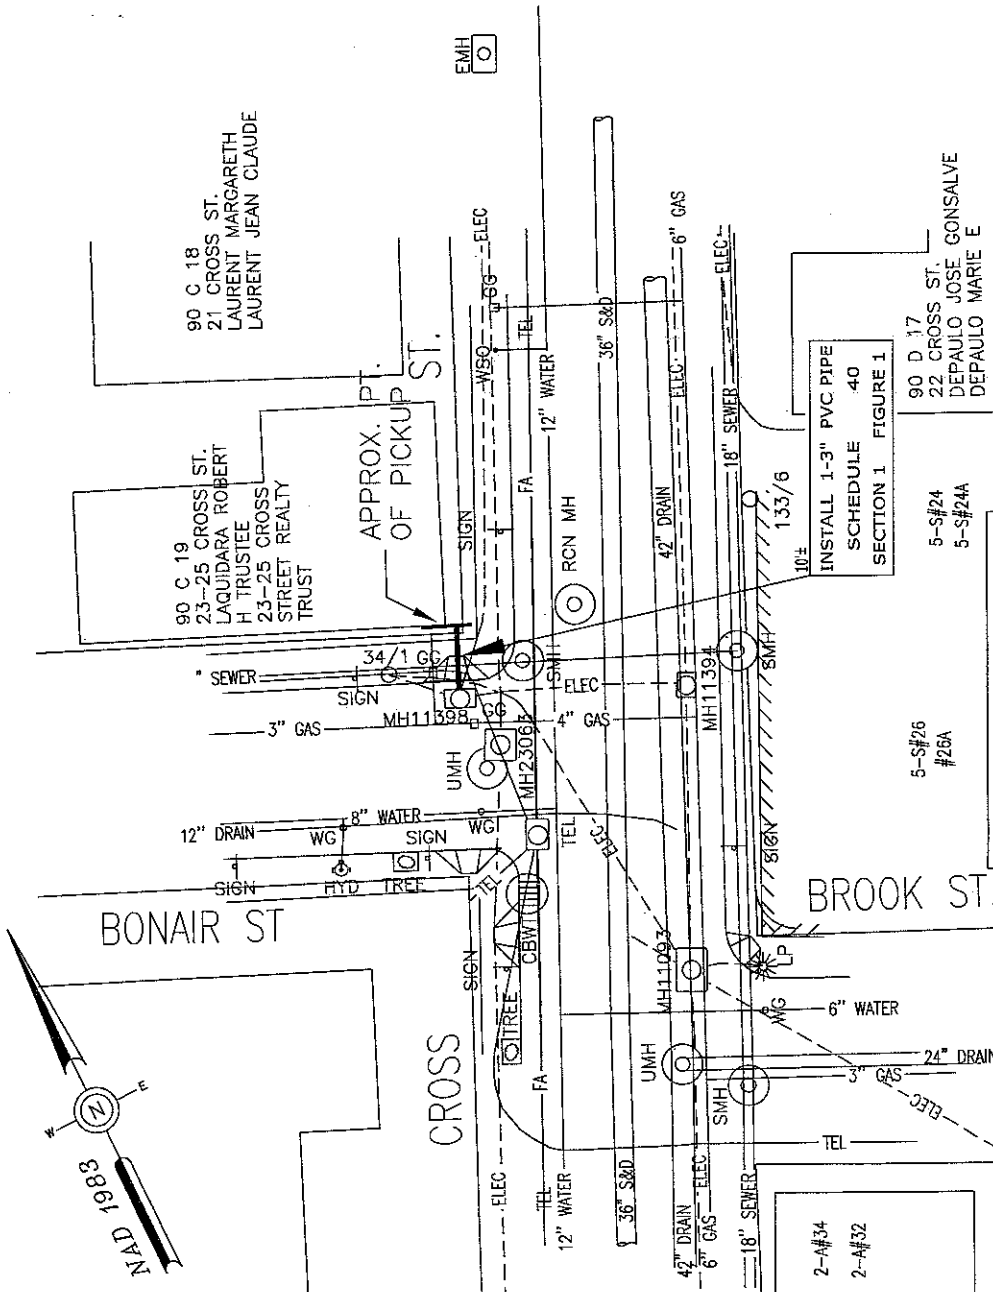 EMH
90 C 18
21 CROSS ST.
LAURENT MARGARETH
LAURENT JEAN CLAUDE
ELEC
GG
WSO
TEL
12" WATER
36" S&D
6" GAS
ELEC
ELEC
18" SEWER
90 D 17
22 CROSS ST.
DEPAULO JOSE GONSALVE
DEPAULO MARIE E
90 C 19
23-25 CROSS ST.
LAQUIDARA ROBERT
H TRUSTEE
23-25 CROSS
STREET REALTY
TRUST
APPROX. PT.
OF PICKUP
ST.
SIGN
FA
RCN MH
42" DRAIN
133/6
10'±
INSTALL 1-3" PVC PIPE
SCHEDULE 40
SECTION 1 FIGURE 1
5-S#24
5-S#24A
" SEWER
34/1
GG
SIGN
SMH
ELEC
MH11394
SMH
3" GAS
MH11398
GG
4" GAS
MH23063
UMH
5-S#26
#26A
12" DRAIN
8" WATER
WG
WG
SIGN
TEL
ELEC
SIGN
SIGN
HYD
TREE
TEL
BONAIR ST
BROOK ST.
CBW
SIGN
MH11093
LP
WG
6" WATER
TREE
CROSS
FA
UMH
24" DRAIN
3" GAS
SMH
ELEC
TEL
N
E
W
NAD 1983
ELEC
TEL
12" WATER
36" S&D
42" DRAIN
ELEC
6" GAS
18" SEWER
2-A#34
2-A#32